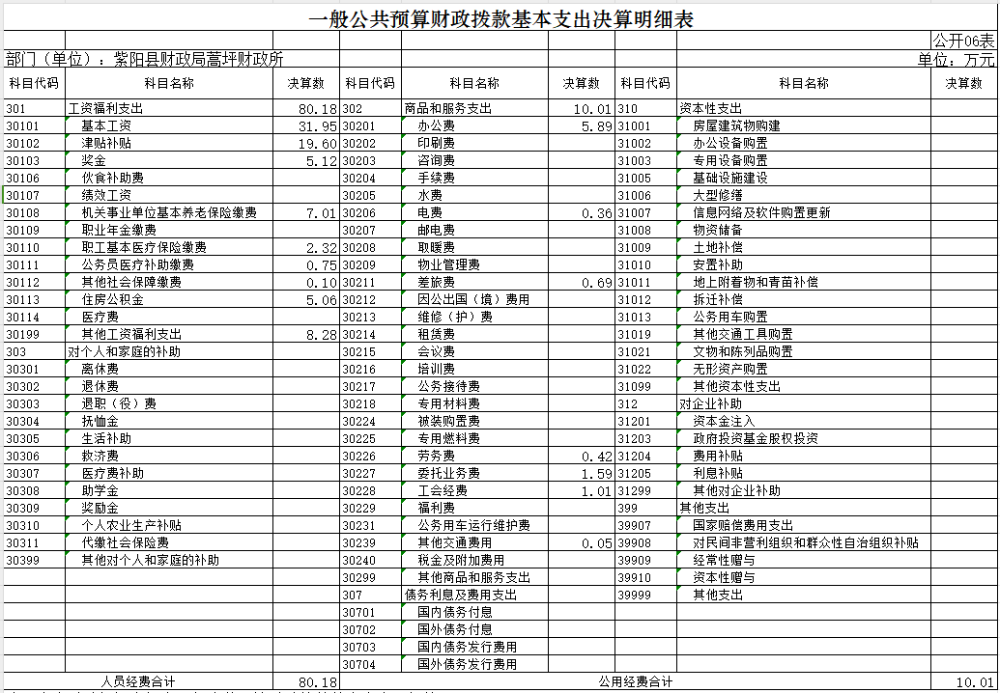 一般公共预算财政拨款基本支出决算明细表
公开06表
部门（单位）：紫阳县财政局蒿坪财政所 单位：万元
科目代码 科目名称 决算数 科目代码 科目名称 决算数 科目代码 科目名称 决算数
301 工资福利支出 80.18 302 商品和服务支出 10.01 310 资本性支出
30101 基本工资 31.95 30201 办公费 5.89 31001 房屋建筑物购建
30102 津贴补贴 19.60 30202 印刷费 31002 办公设备购置
30103 奖金 5.12 30203 咨询费 31003 专用设备购置
30106 伙食补助费 30204 手续费 31005 基础设施建设
30107 绩效工资 30205 水费 31006 大型修缮
30108 机关事业单位基本养老保险缴费 7.01 30206 电费 0.36 31007 信息网络及软件购置更新
30109 职业年金缴费 30207 邮电费 31008 物资储备
30110 职工基本医疗保险缴费 2.32 30208 取暖费 31009 土地补偿
30111 公务员医疗补助缴费 0.75 30209 物业管理费 31010 安置补助
30112 其他社会保障缴费 0.10 30211 差旅费 0.69 31011 地上附着物和青苗补偿
30113 住房公积金 5.06 30212 因公出国（境）费用 31012 拆迁补偿
30114 医疗费 30213 维修（护）费 31013 公务用车购置
30199 其他工资福利支出 8.28 30214 租赁费 31019 其他交通工具购置
303 对个人和家庭的补助 30215 会议费 31021 文物和陈列品购置
30301 离休费 30216 培训费 31022 无形资产购置
30302 退休费 30217 公务接待费 31099 其他资本性支出
30303 退职（役）费 30218 专用材料费 312 对企业补助
30304 抚恤金 30224 被装购置费 31201 资本金注入
30305 生活补助 30225 专用燃料费 31203 政府投资基金股权投资
30306 救济费 30226 劳务费 0.42 31204 费用补贴
30307 医疗费补助 30227 委托业务费 1.59 31205 利息补贴
30308 助学金 30228 工会经费 1.01 31299 其他对企业补助
30309 奖励金 30229 福利费 399 其他支出
30310 个人农业生产补贴 30231 公务用车运行维护费 39907 国家赔偿费用支出
30311 代缴社会保险费 30239 其他交通费用 0.05 39908 对民间非营利组织和群众性自治组织补贴
30399 其他对个人和家庭的补助 30240 税金及附加费用 39909 经常性赠与
30299 其他商品和服务支出 39910 资本性赠与
307 债务利息及费用支出 39999 其他支出
30701 国内债务付息
30702 国外债务付息
30703 国内债务发行费用
30704 国外债务发行费用
人员经费合计 80.18 公用经费合计 10.01